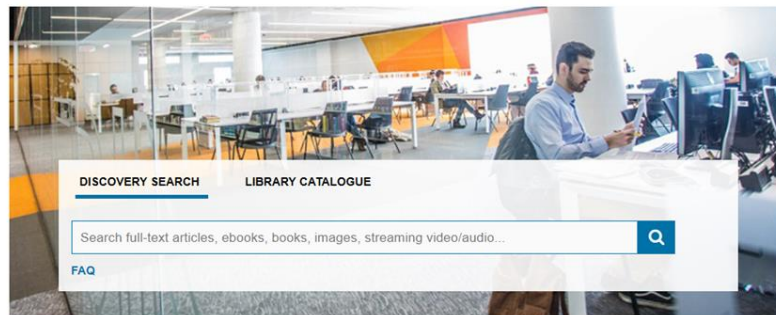 DISCOVERY SEARCH LIBRARY CATALOGUE
Search full-text articles, ebooks, books, images, streaming video/audio...
FAQ